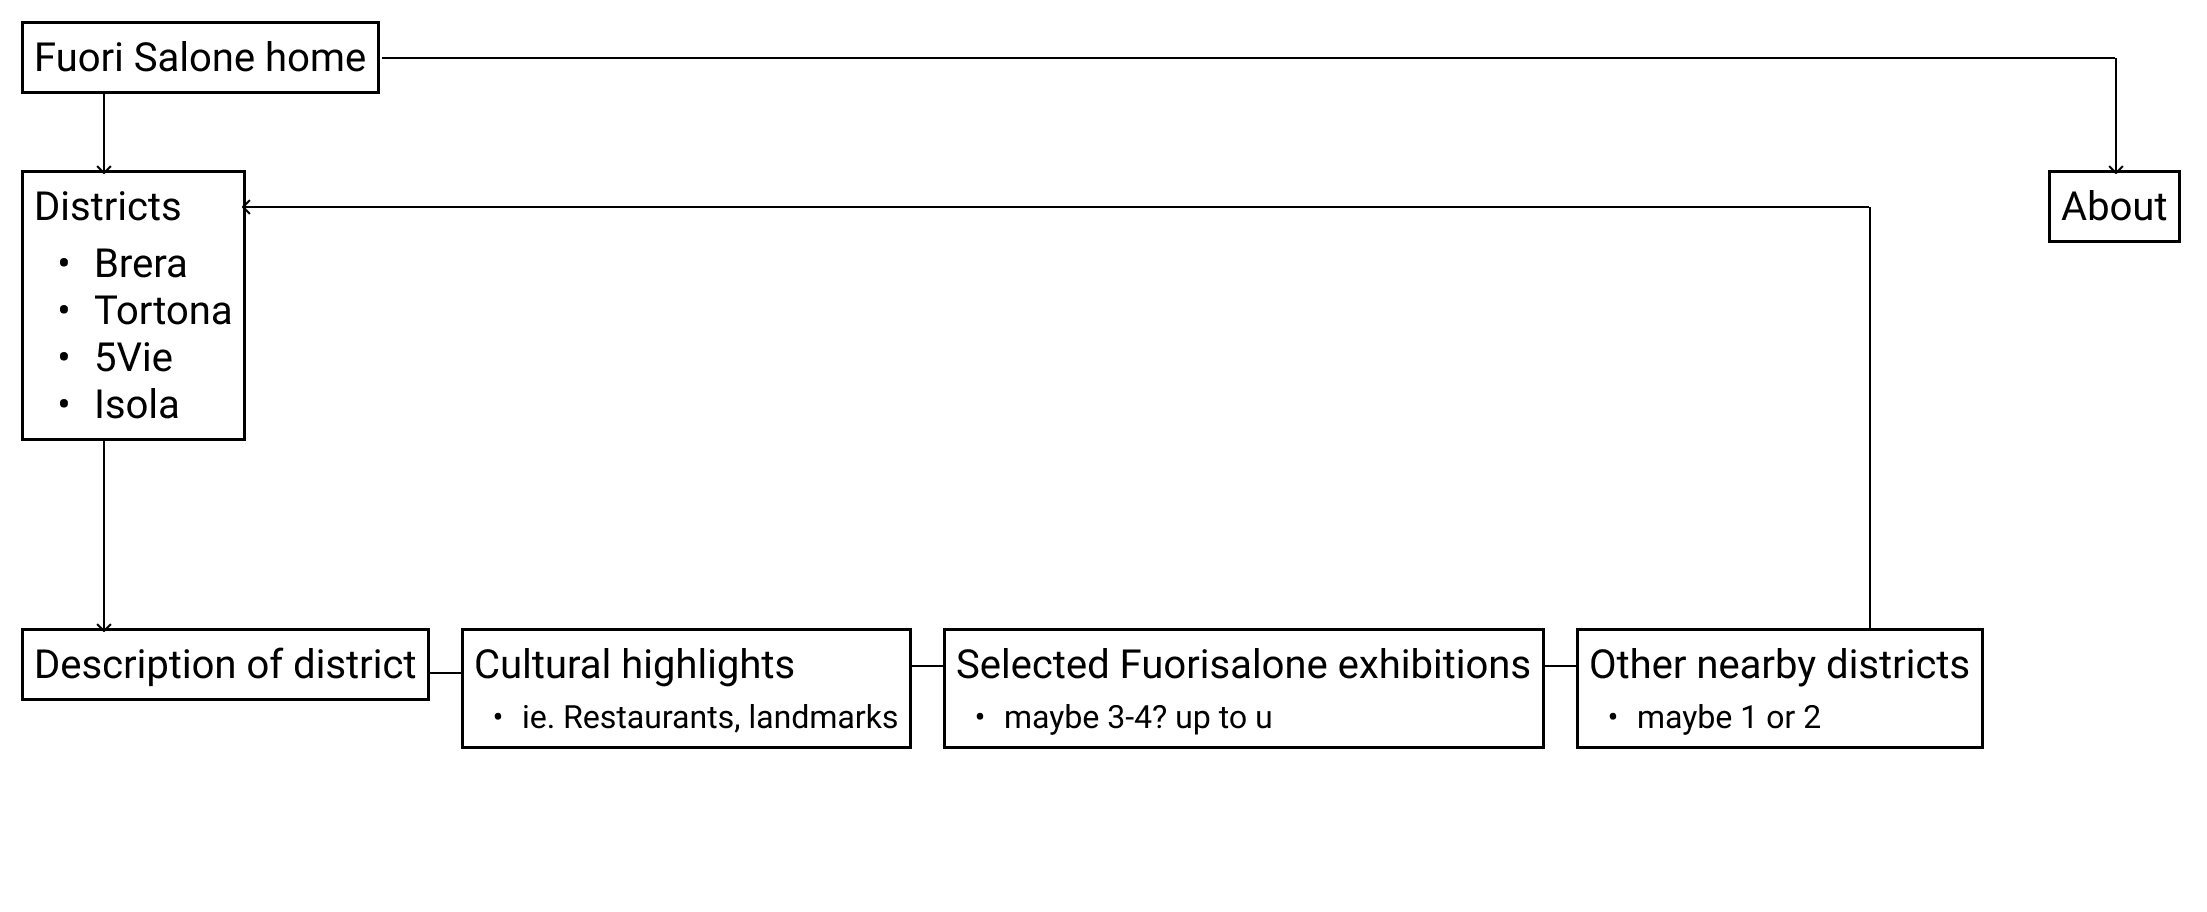 Fuori Salone home
Districts
• Brera
• Tortona
• 5Vie
• Isola
About
Description of district
Cultural highlights
• ie. Restaurants, landmarks
Selected Fuorisalone exhibitions
• maybe 3-4? up to u
Other nearby districts
• maybe 1 or 2